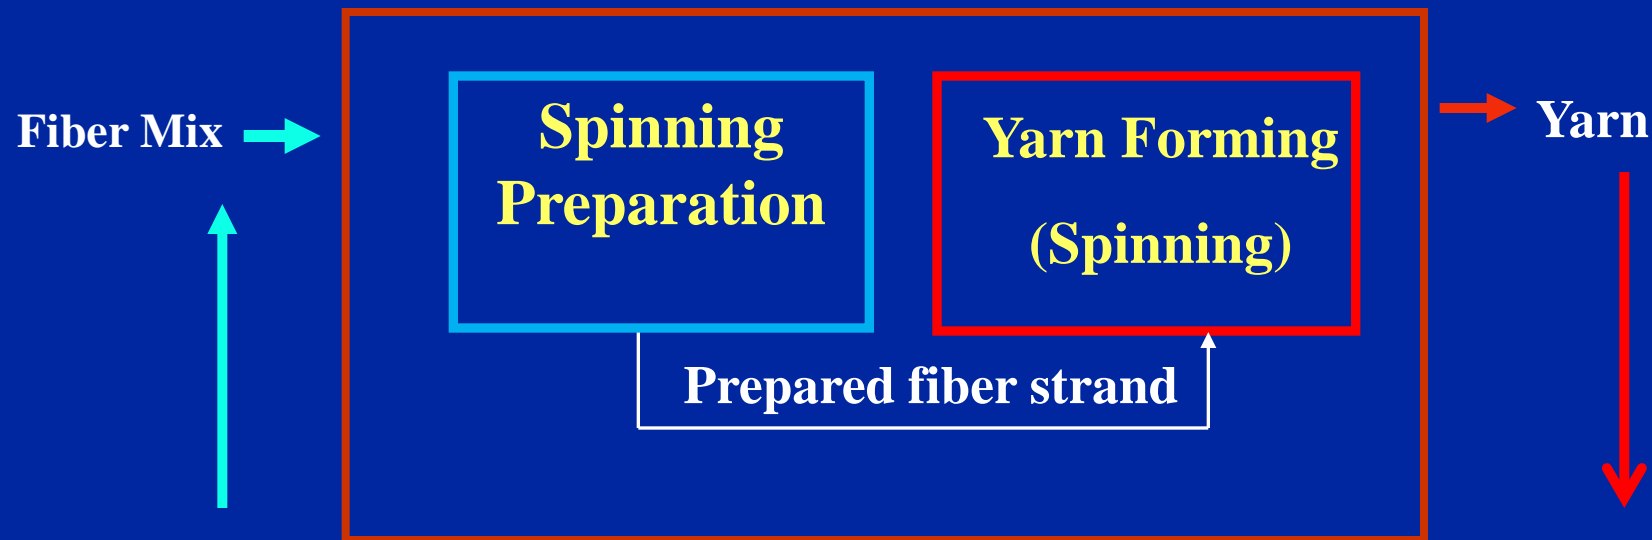 Fiber Mix
Spinning
Preparation
Yarn Forming
(Spinning)
Prepared fiber strand
Yarn